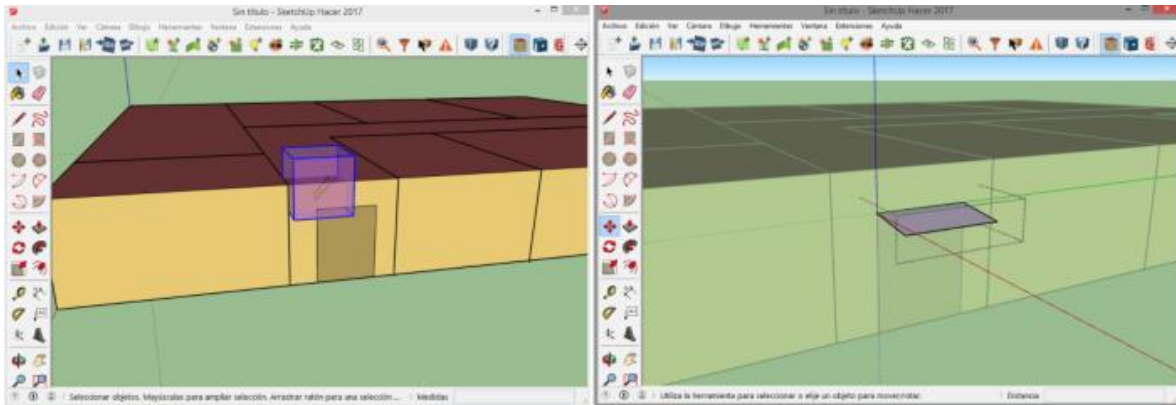 Sin título - SketchUp Hacer 2017
Archivo Edición Ver Cámara Dibujo Herramientas Ventana Extensiones Ayuda
Seleccionar objetos. Mayúsculas para ampliar selección. Arrastrar ratón para una selección ... Medidas
Sin título - SketchUp Hacer 2017
Archivo Edición Ver Cámara Dibujo Herramientas Ventana Extensiones Ayuda
Utiliza la herramienta para seleccionar o elije un objeto para mover/rotar. Distancia